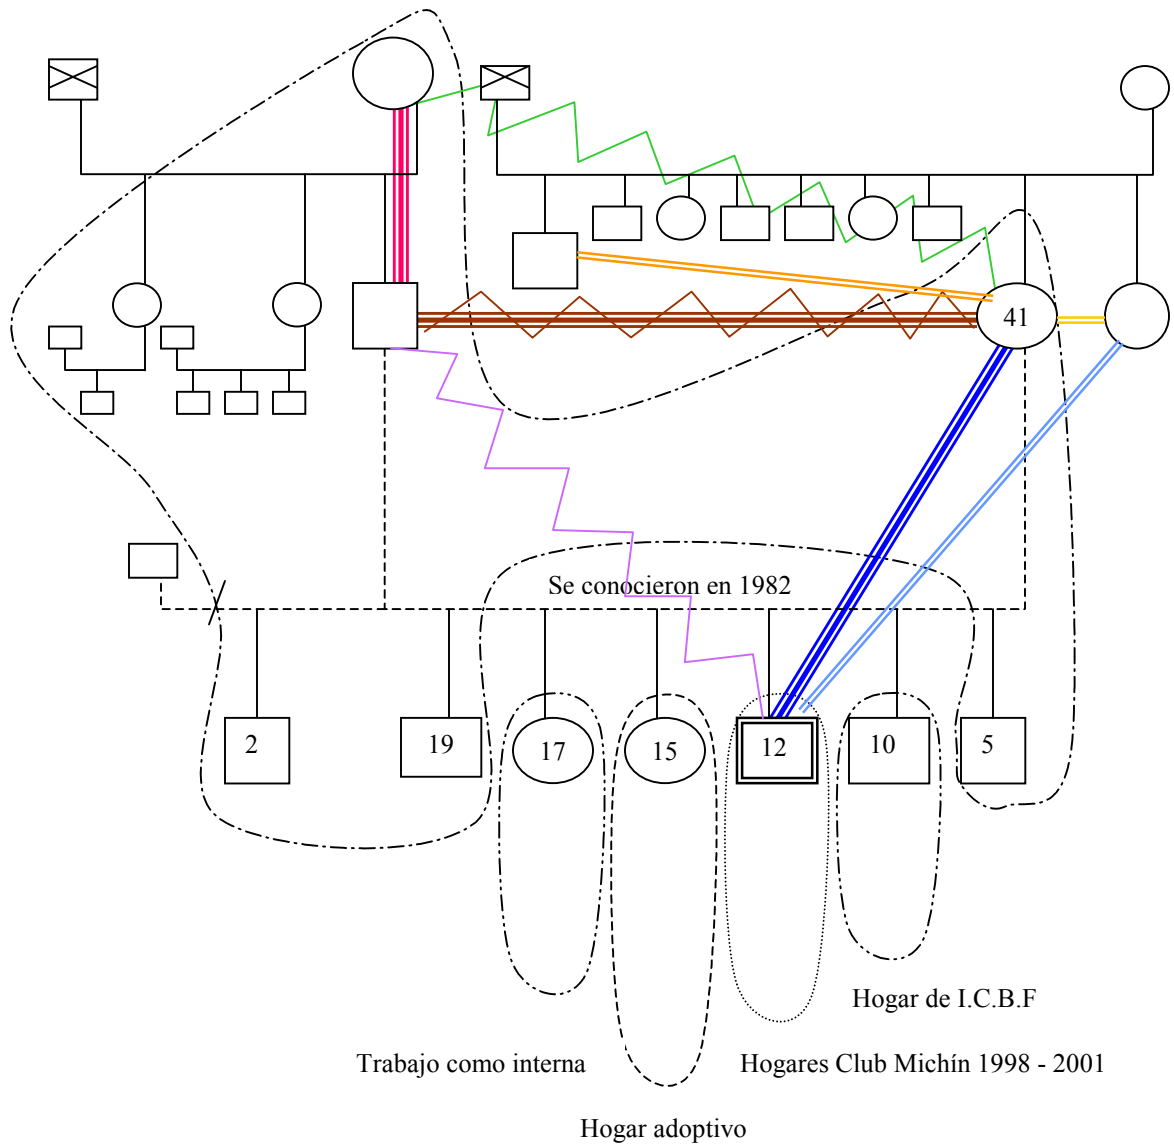 41
Se conocieron en 1982
2
19
17
15
12
10
5
Hogar de I.C.B.F
Trabajo como interna
Hogares Club Michín 1998 - 2001
Hogar adoptivo